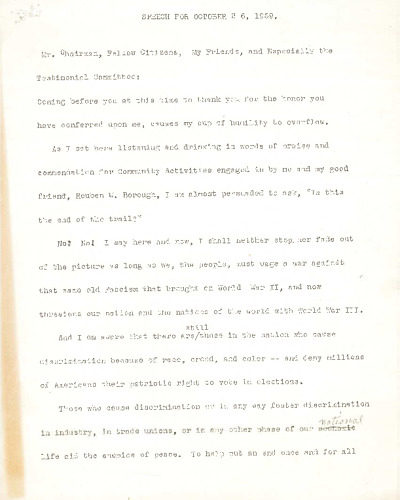 SPEECH FOR OCTOBER 2 6, 1959.
Mr. Chairman, Fellow Citizens, My Friends, and Especially the
Testimonial Committee:
Coming before you at this time to thank you for the honor you
have conferred upon me, causes my cup of humility to overflow.
As I set here listening and drinking in words of praise and
commendation for Community Activities engaged in by me and my good
friend, Reuben W. Borough, I am almost persuaded to ask, "Is this
the end of the trail?"
No! No! I say here and now, I shall neither stop nor fade out
of the picture as long as we, the people, must wage a war against
that same old fascism that brought on World War II, and now
threatens our nation and the nations of the world with World War III.
still
And I am aware that there are/those in the nation who cause
discrimination because of race, creed, and color -- and deny millions
of Americans their patriotic right to vote in elections.
Those who cause discrimination or in any way foster discrimination
national
in industry, in trade unions, or in any other phase of our economic
life aid the enemies of peace. To help put an end once and for all